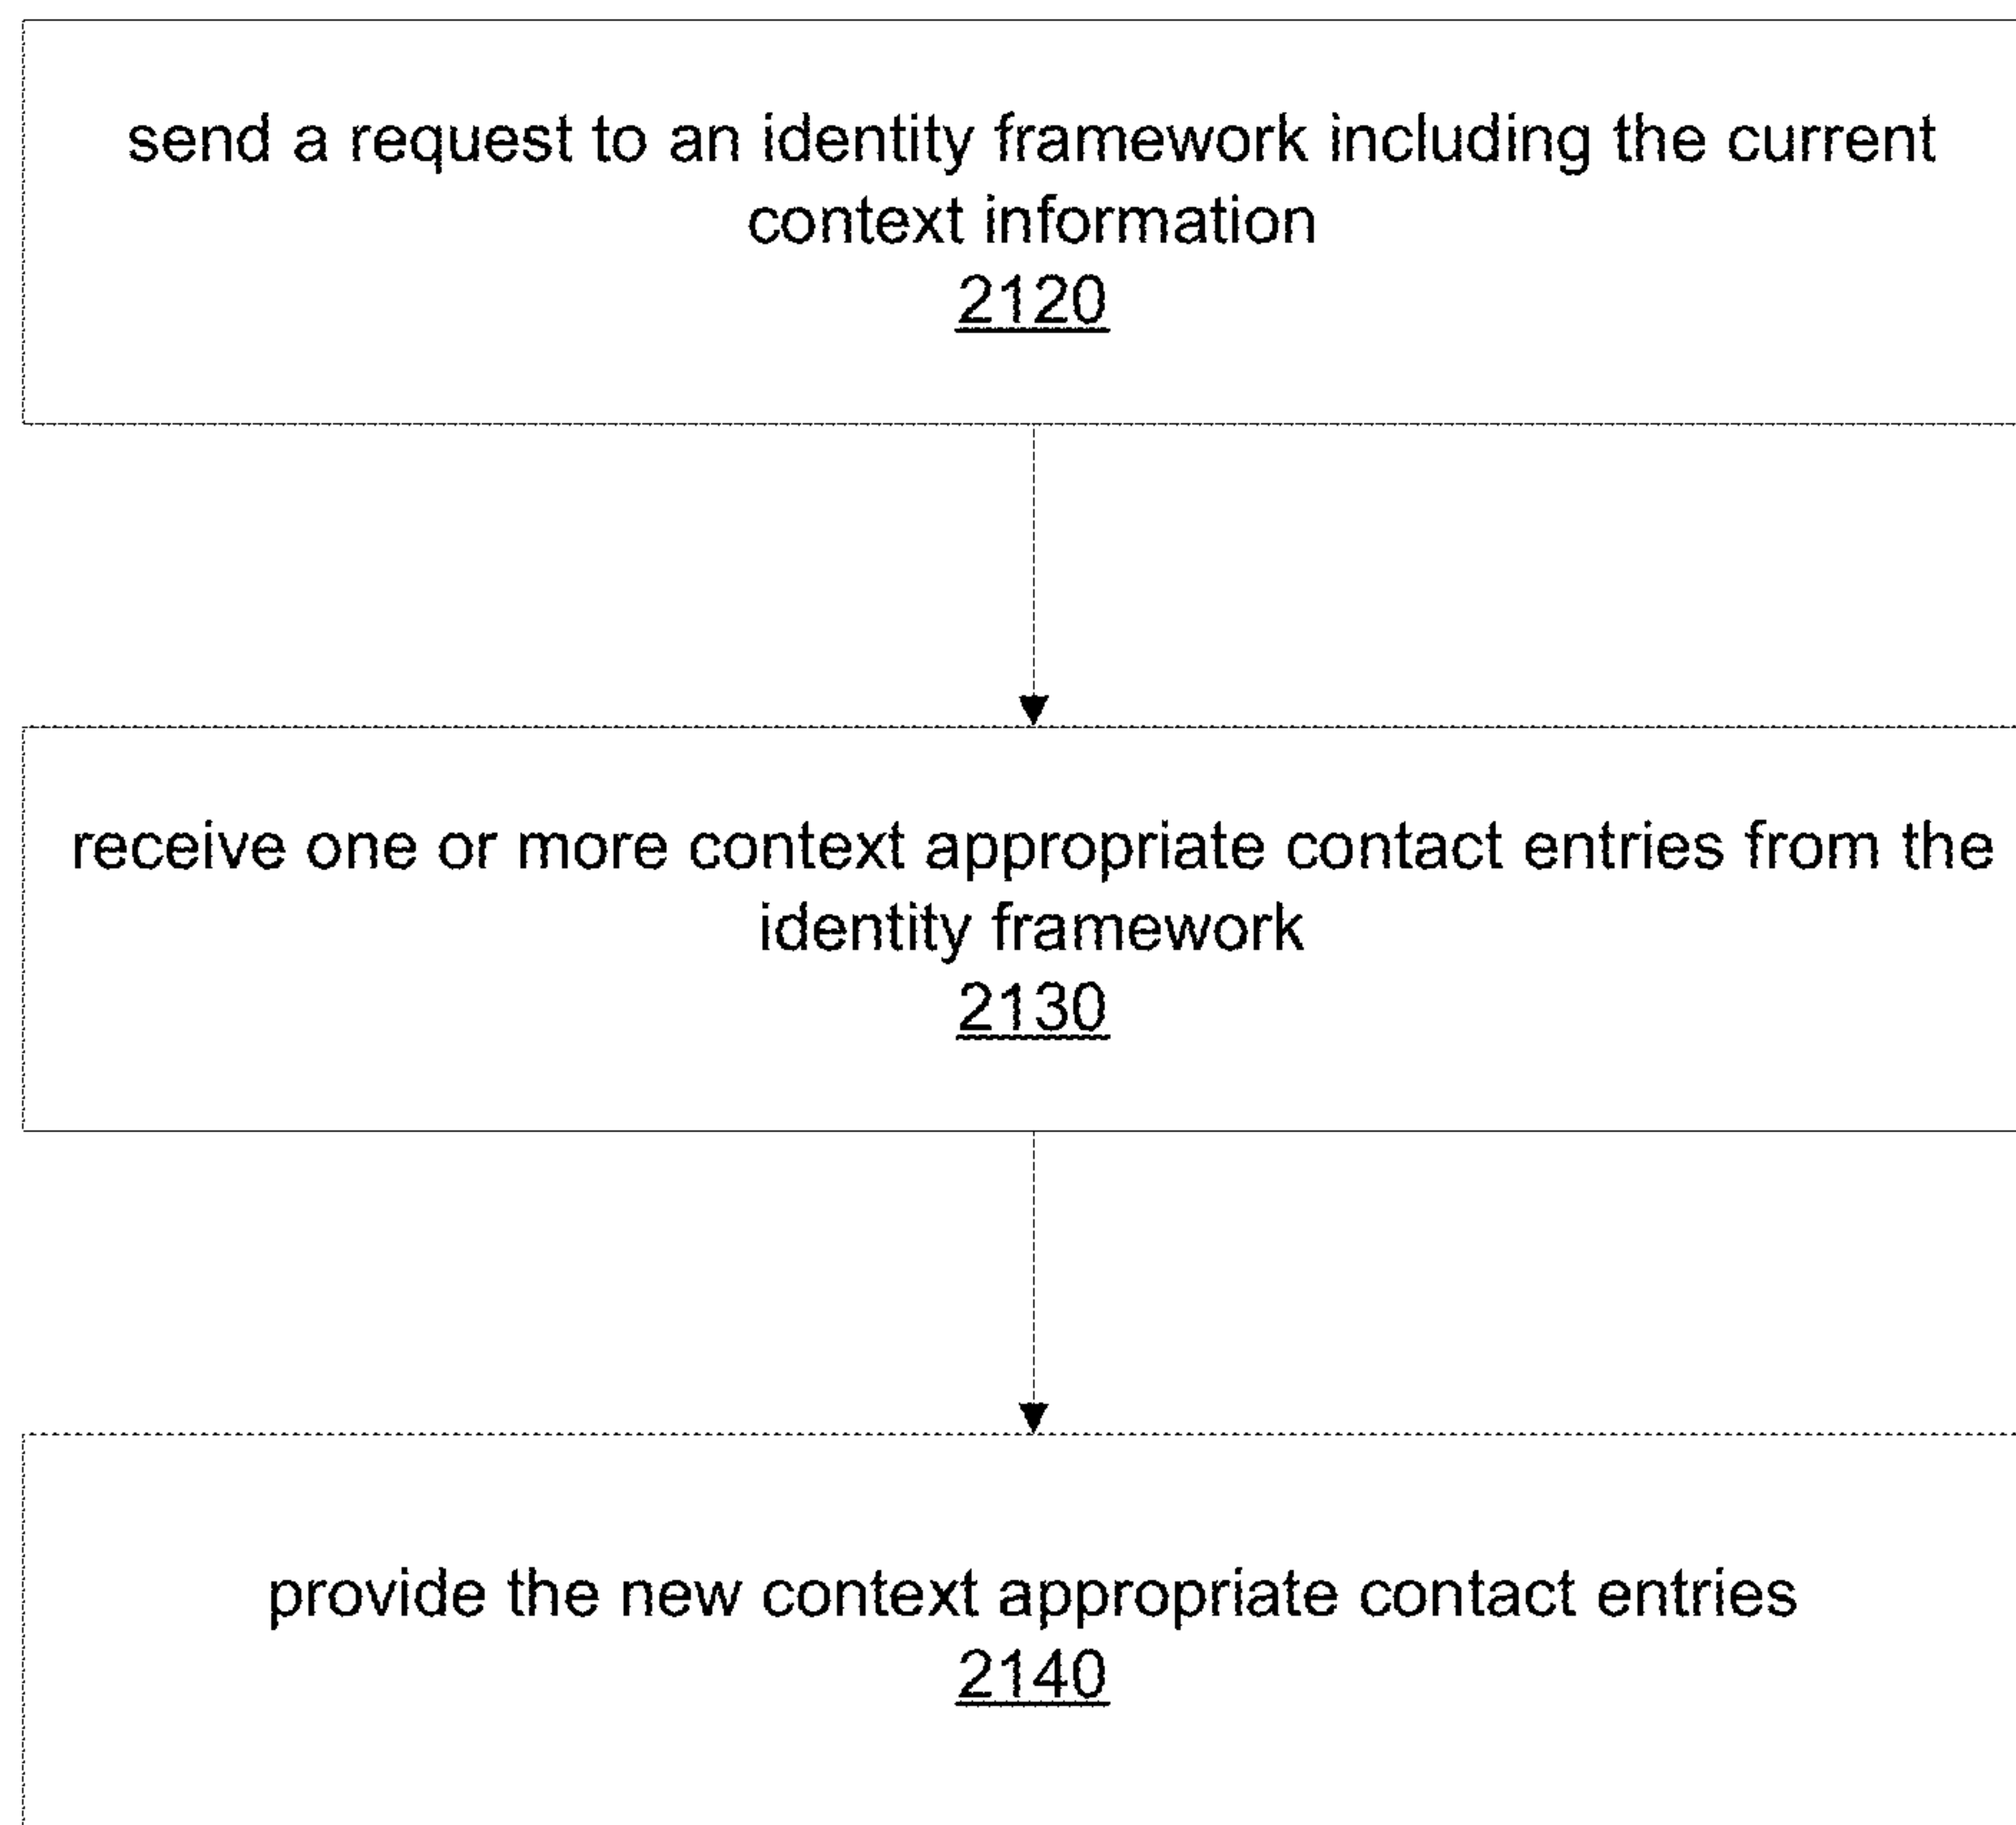 send a request to an identity framework including the current
context information
2120
receive one or more context appropriate contact entries from the
identity framework
2130
provide the new context appropriate contact entries
2140